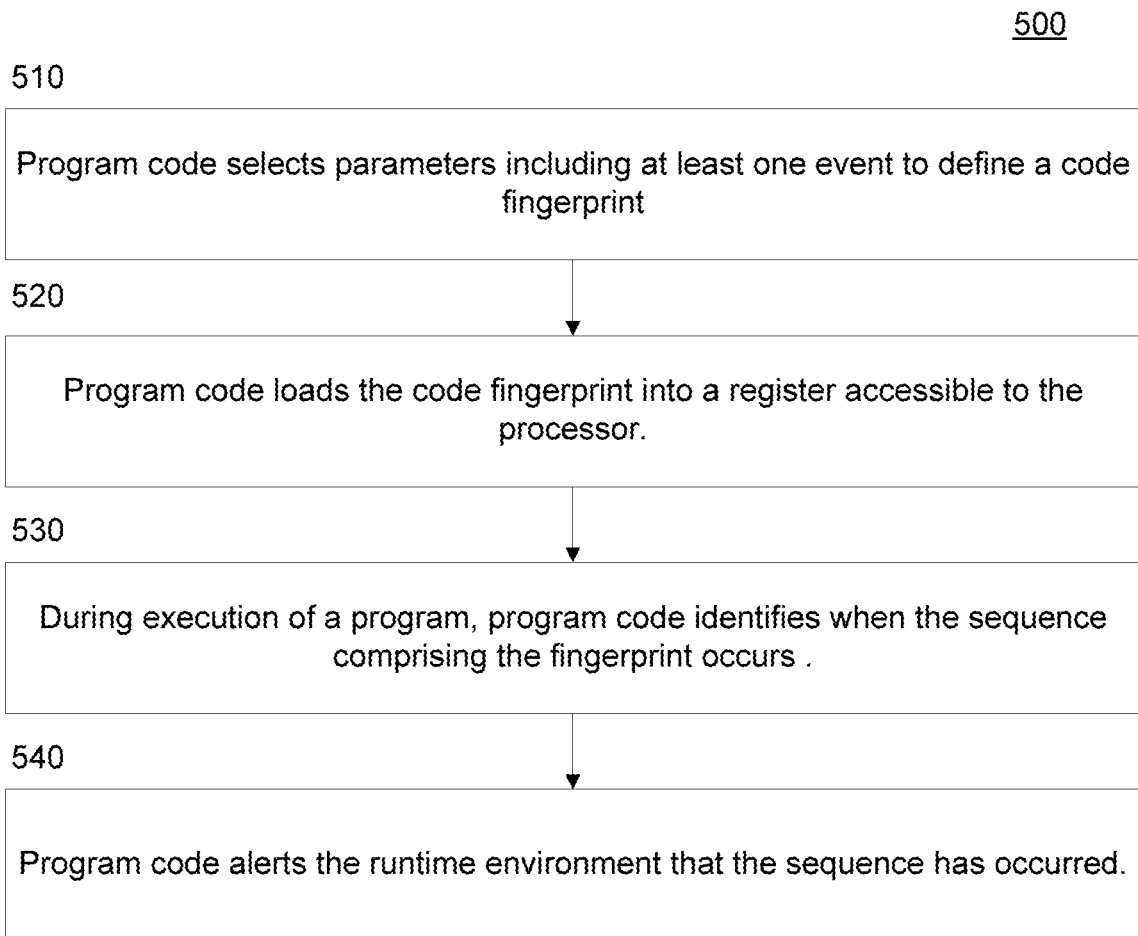 500
510
Program code selects parameters including at least one event to define a code
fingerprint
520
Program code loads the code fingerprint into a register accessible to the
processor.
530
During execution of a program, program code identifies when the sequence
comprising the fingerprint occurs .
540
Program code alerts the runtime environment that the sequence has occurred.